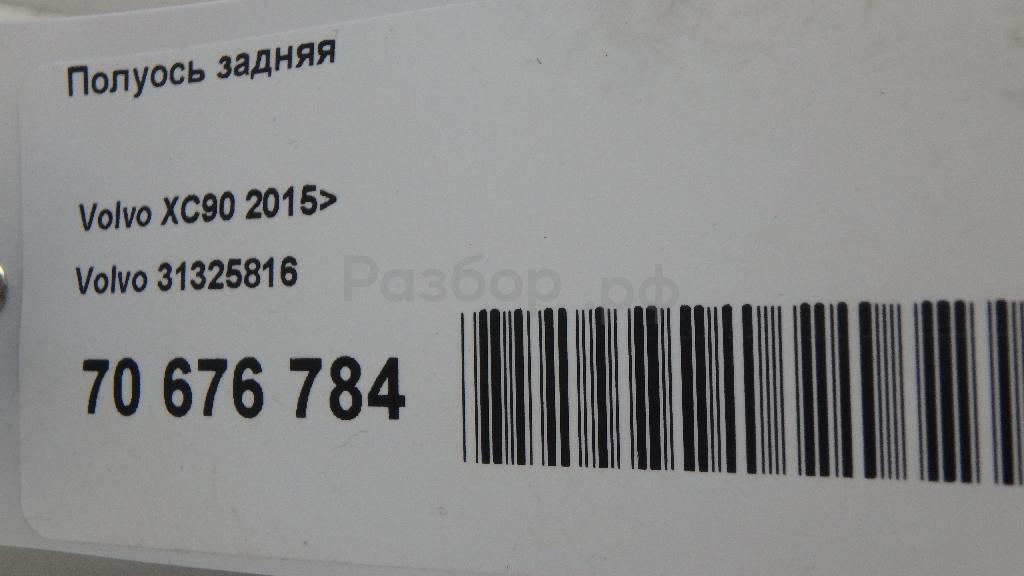 Полуось задняя
Volvo XC90 2015>
Volvo 31325816
Разбор.рф
70 676 784